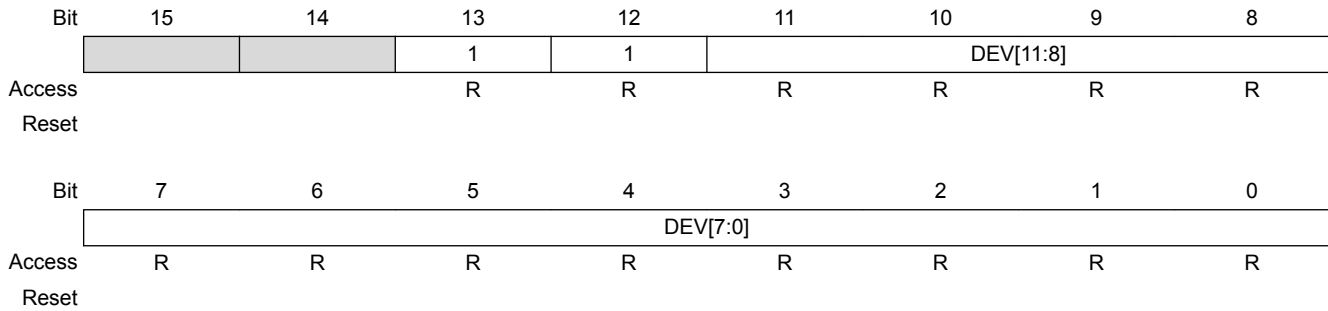 Bit 15 14 13 12 11 10 9 8
1 1 DEV[11:8]
Access R R R R R R
Reset
Bit 7 6 5 4 3 2 1 0
DEV[7:0]
Access R R R R R R R R
Reset